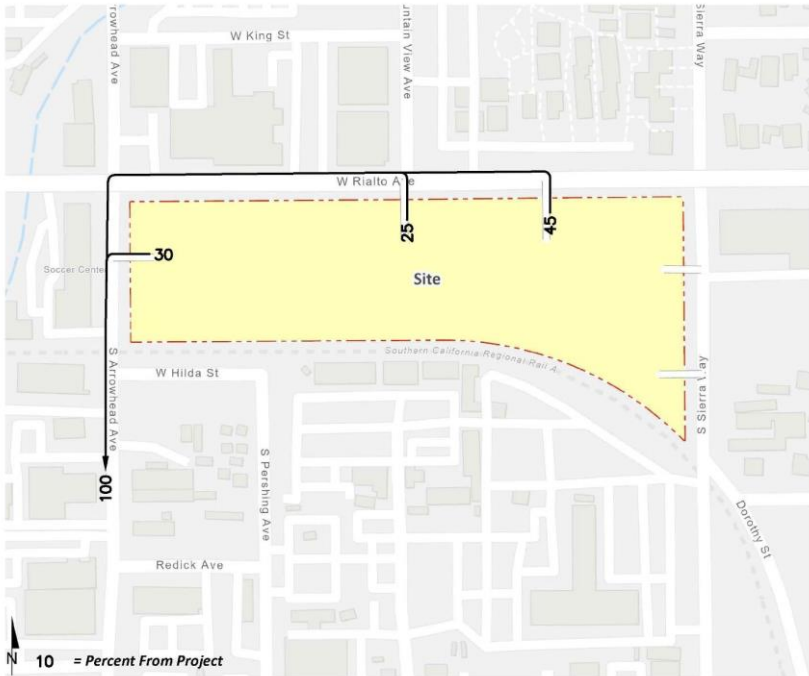 rrowhead Ave
W King St
untain View Ave
Sierra Way
W Rialto Ave
25
45
30
Soccer Center
Site
Southern California Regional Rail A.
S Arrowhead Ave
W Hilda St
S Sierra Way
100
S Pershing Ave
Dorothy St
Redick Ave
N 10 = Percent From Project